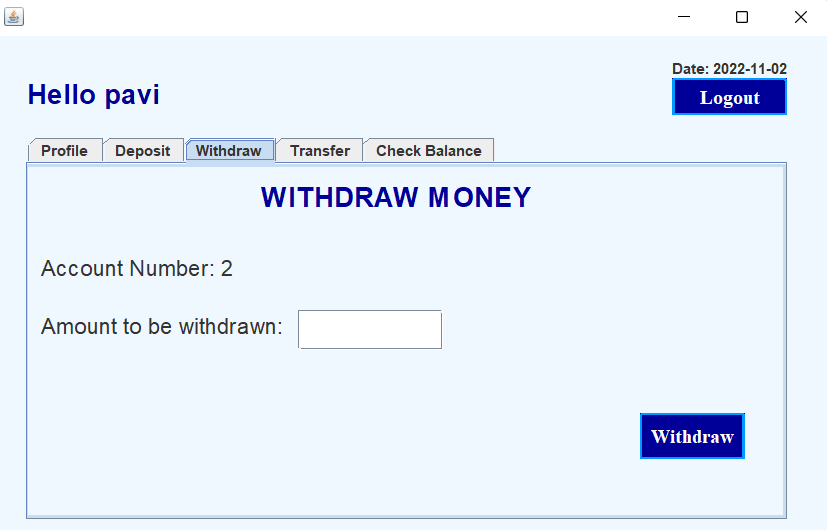 Date: 2022-11-02
Hello pavi
Logout
Profile Deposit Withdraw Transfer Check Balance
WITHDRAW MONEY
Account Number: 2
Amount to be withdrawn:
Withdraw